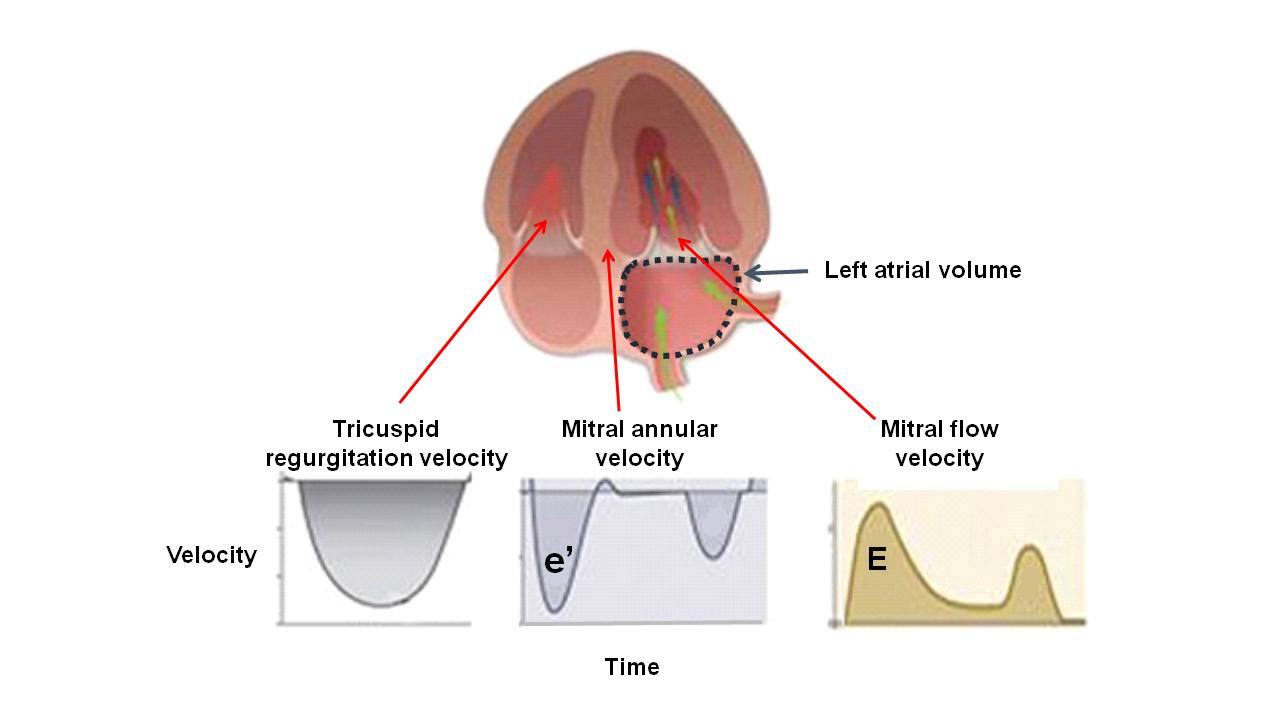 Left atrial volume
Tricuspid
regurgitation velocity
Mitral annular
velocity
Mitral flow
velocity
Velocity
e’
E
Time